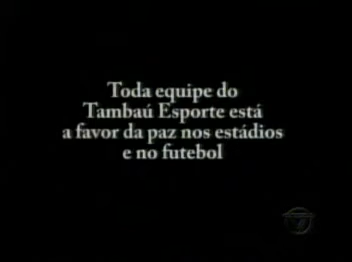 Toda equipe do
Tambaú Esporte está
a favor da paz nos estádios
e no futebol